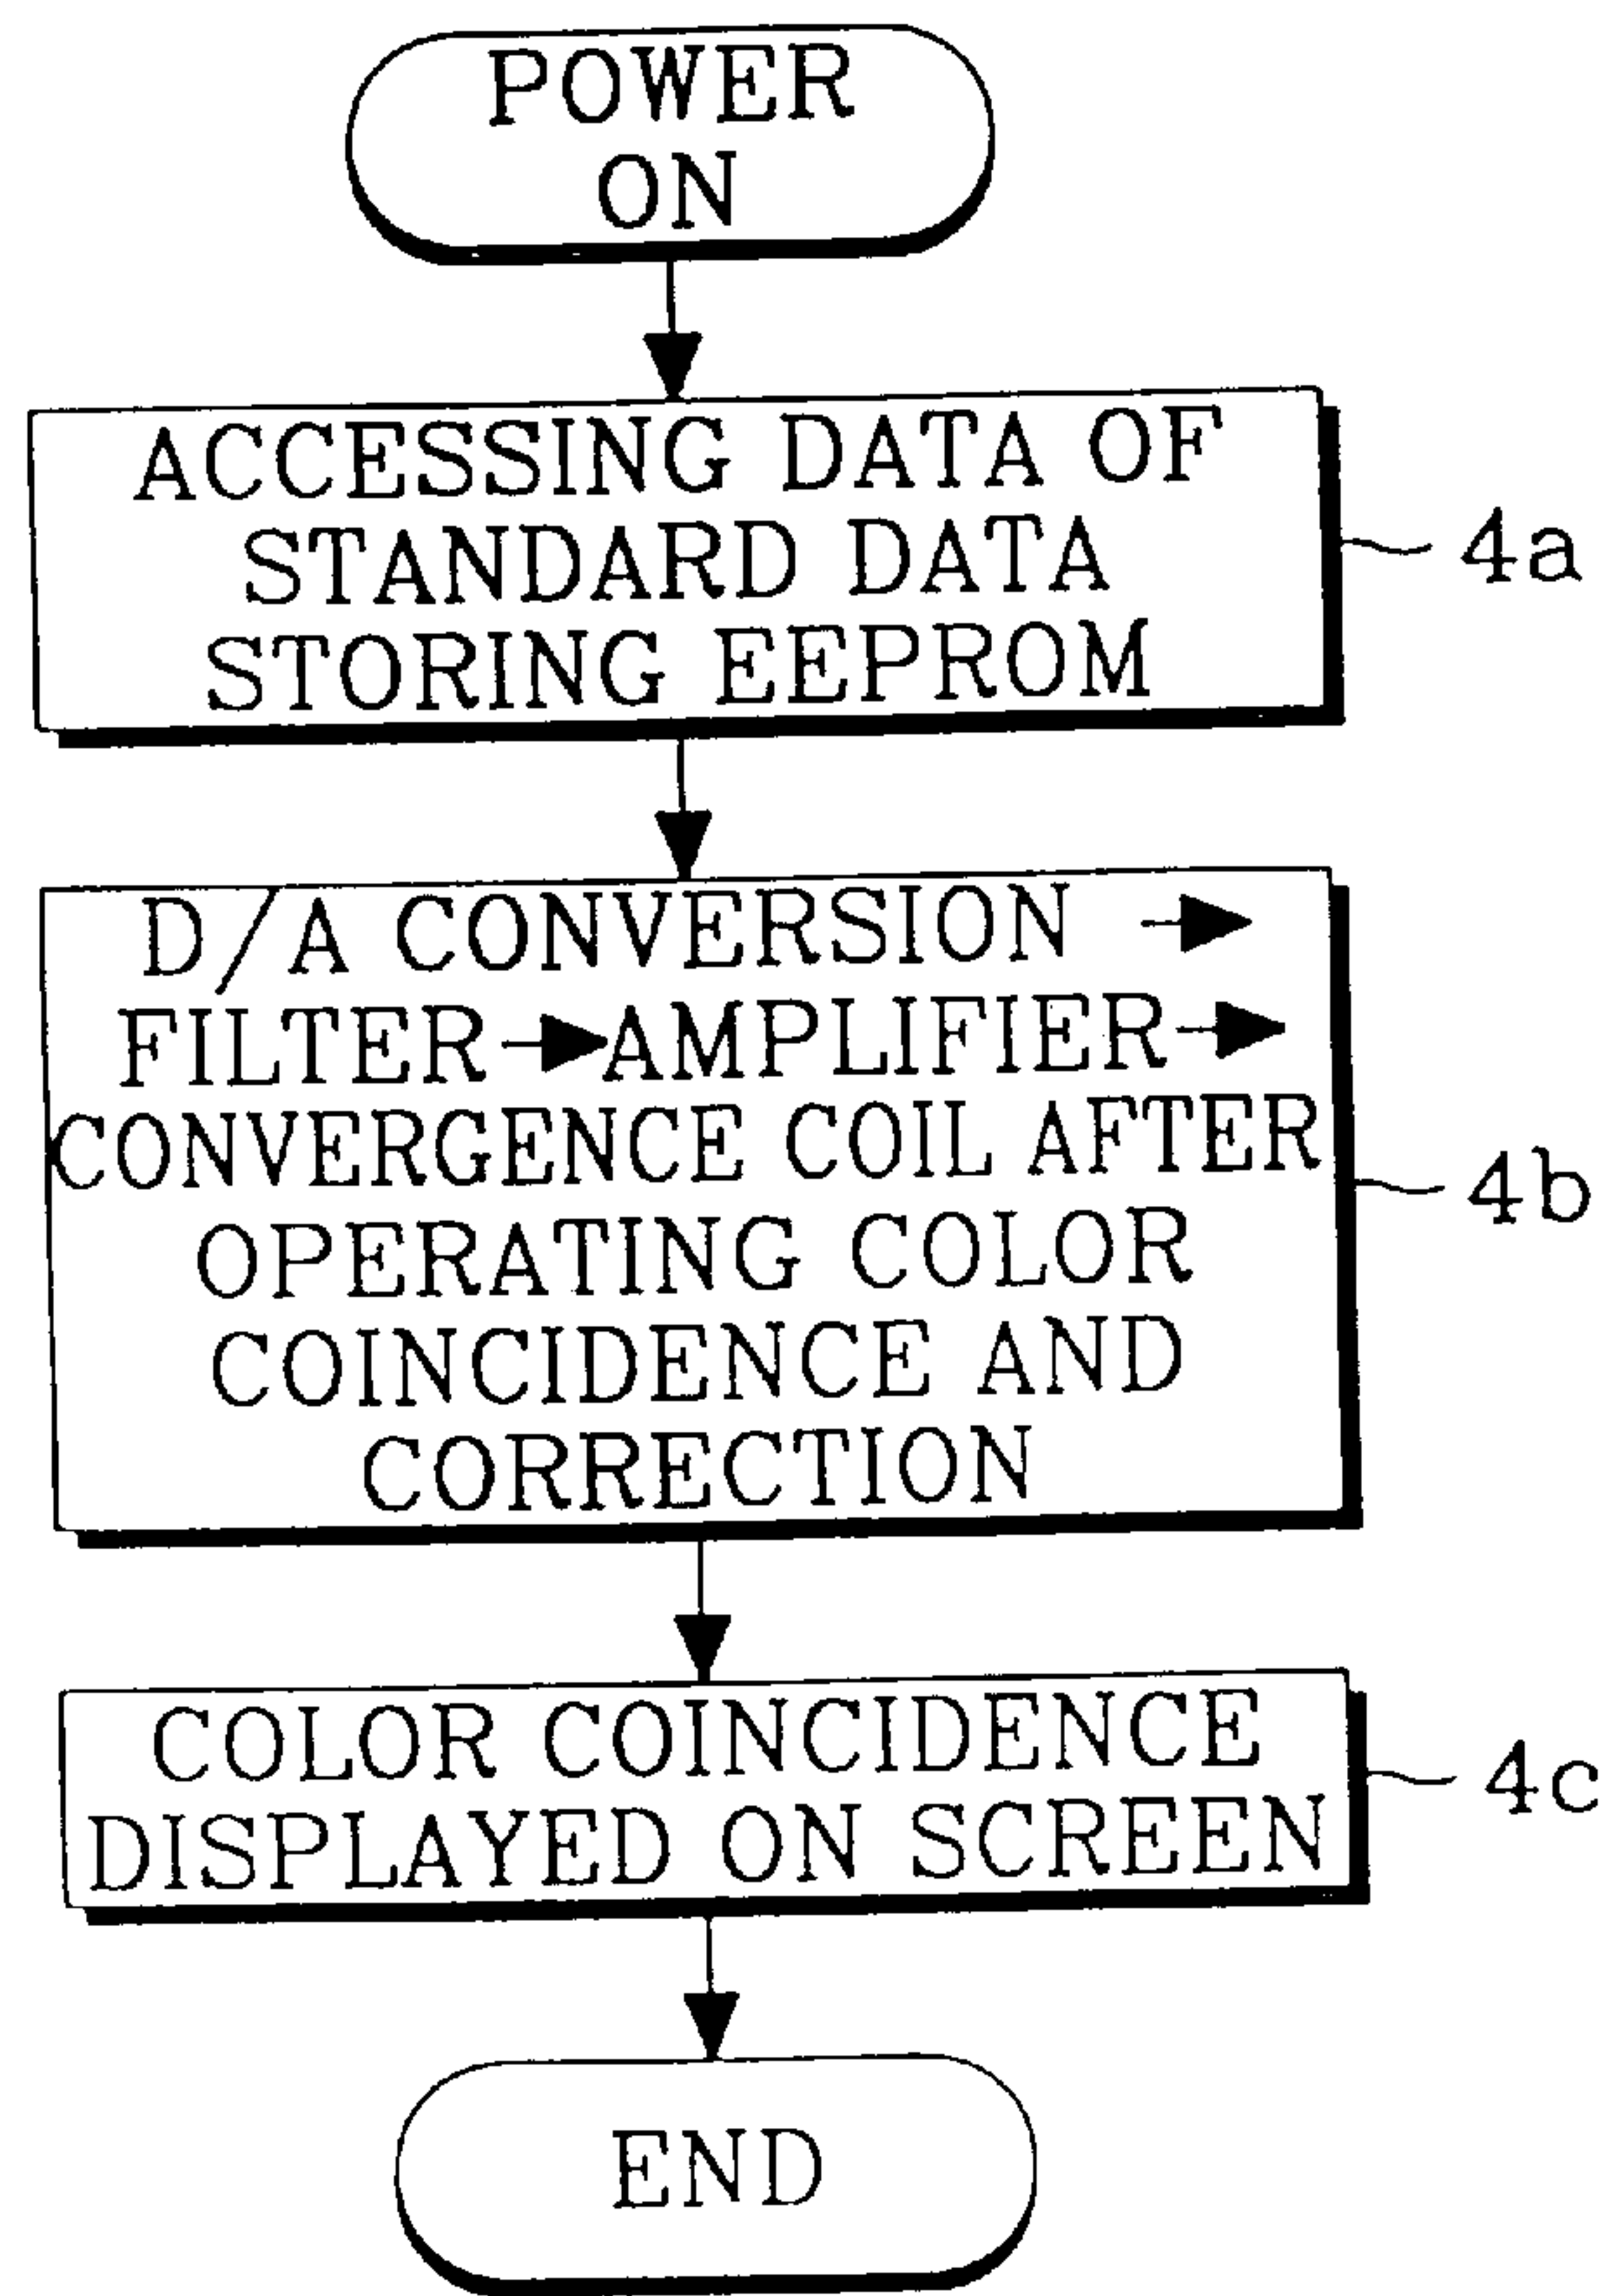 POWER
ON
ACCESSING DATA OF
STANDARD DATA
STORING EEPROM
4a
D/A CONVERSION →
FILTER→AMPLIFIER→
CONVERGENCE COIL AFTER
OPERATING COLOR
COINCIDENCE AND
CORRECTION
4b
COLOR COINCIDENCE
DISPLAYED ON SCREEN
4c
END